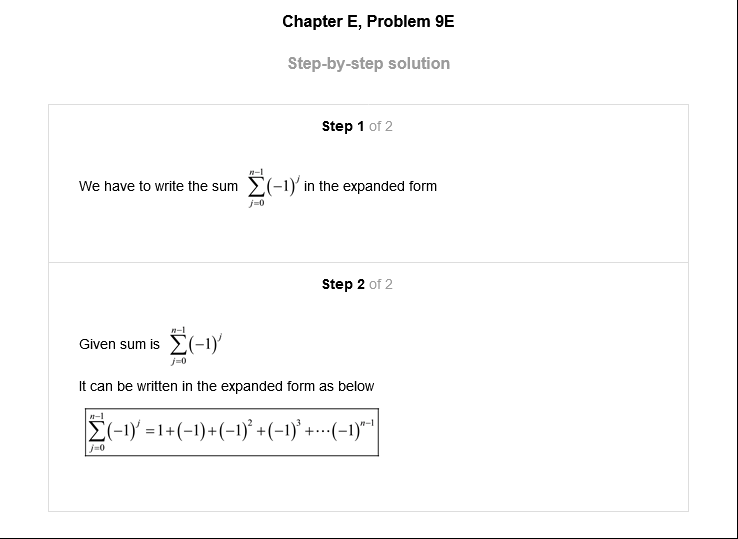 Chapter E, Problem 9E
Step-by-step solution
Step 1 of 2
We have to write the sum $\sum_{j=0}^{n-1}(-1)^j$ in the expanded form
Step 2 of 2
Given sum is $\sum_{j=0}^{n-1}(-1)^j$
It can be written in the expanded form as below
$\sum_{j=0}^{n-1}(-1)^j = 1+(-1)+(-1)^2+(-1)^3+\cdots(-1)^{n-1}$